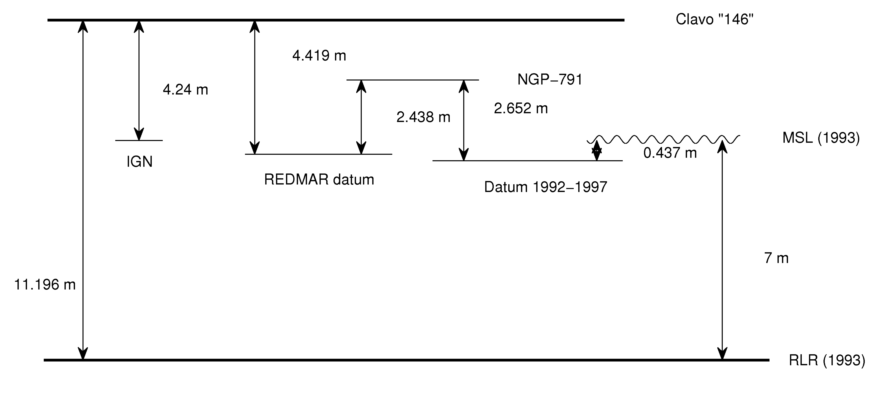 Clavo "146"
4.419 m
NGP−791
4.24 m
2.438 m
2.652 m
MSL (1993)
0.437 m
IGN
REDMAR datum
Datum 1992−1997
7 m
11.196 m
RLR (1993)